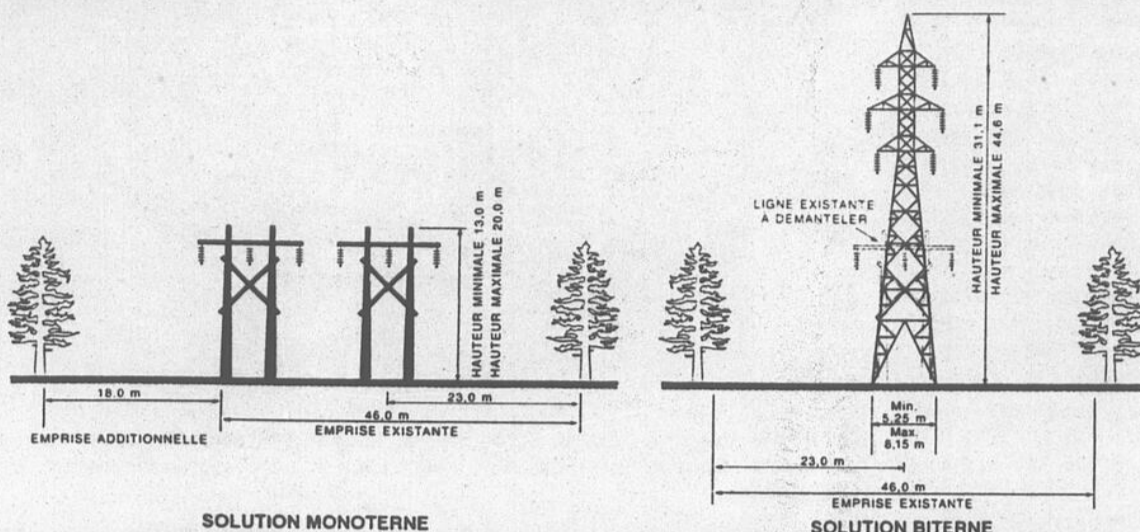 HAUTEUR MINIMALE 13,0 m
HAUTEUR MAXIMALE 20,0 m
18.0 m
23.0 m
46.0 m
EMPRISE ADDITIONNELLE
EMPRISE EXISTANTE
SOLUTION MONOTERNE
LIGNE EXISTANTE
À DEMANTELER
HAUTEUR MINIMALE 31,1 m
HAUTEUR MAXIMALE 44,6 m
Min.
5,25 m
Max.
8,15 m
23,0 m
46,0 m
EMPRISE EXISTANTE
SOLUTION BITERNE